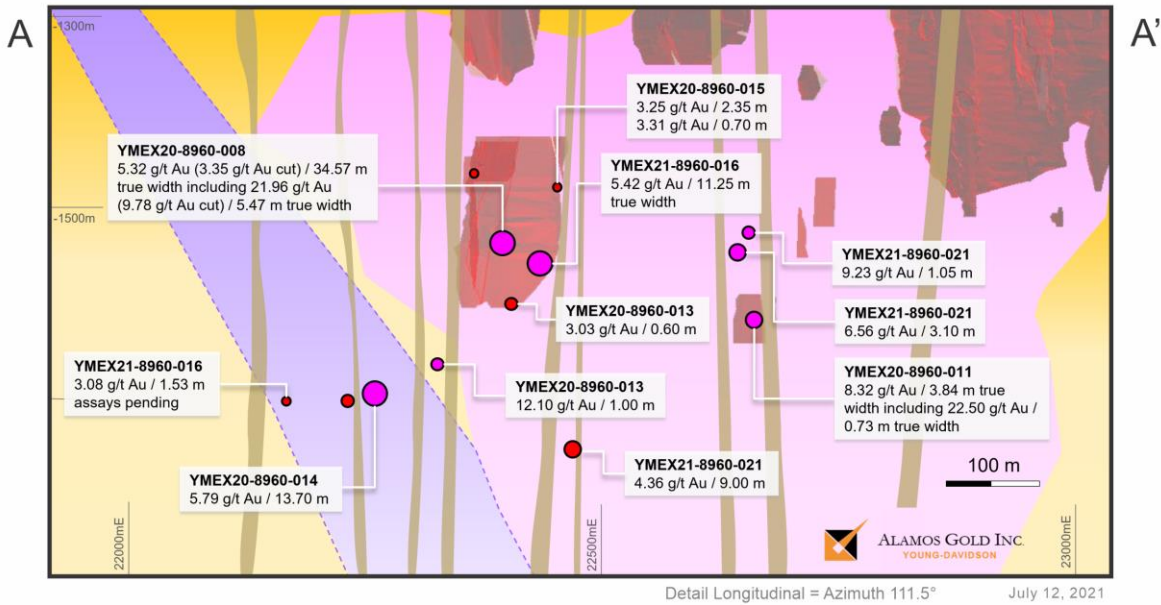 A
A'
-1300m
YMEX20-8960-015
3.25 g/t Au / 2.35 m
3.31 g/t Au / 0.70 m
YMEX20-8960-008
5.32 g/t Au (3.35 g/t Au cut) / 34.57 m
true width including 21.96 g/t Au
(9.78 g/t Au cut) / 5.47 m true width
YMEX21-8960-016
5.42 g/t Au / 11.25 m
true width
-1500m
YMEX21-8960-021
9.23 g/t Au / 1.05 m
YMEX20-8960-013
3.03 g/t Au / 0.60 m
YMEX21-8960-021
6.56 g/t Au / 3.10 m
YMEX21-8960-016
3.08 g/t Au / 1.53 m
assays pending
YMEX20-8960-013
12.10 g/t Au / 1.00 m
YMEX20-8960-011
8.32 g/t Au / 3.84 m true
width including 22.50 g/t Au /
0.73 m true width
YMEX20-8960-014
5.79 g/t Au / 13.70 m
YMEX21-8960-021
4.36 g/t Au / 9.00 m
100 m
22000mE
22500mE
23000mE
ALAMOS GOLD INC.
YOUNG-DAVIDSON
Detail Longitudinal = Azimuth 111.5°
July 12, 2021